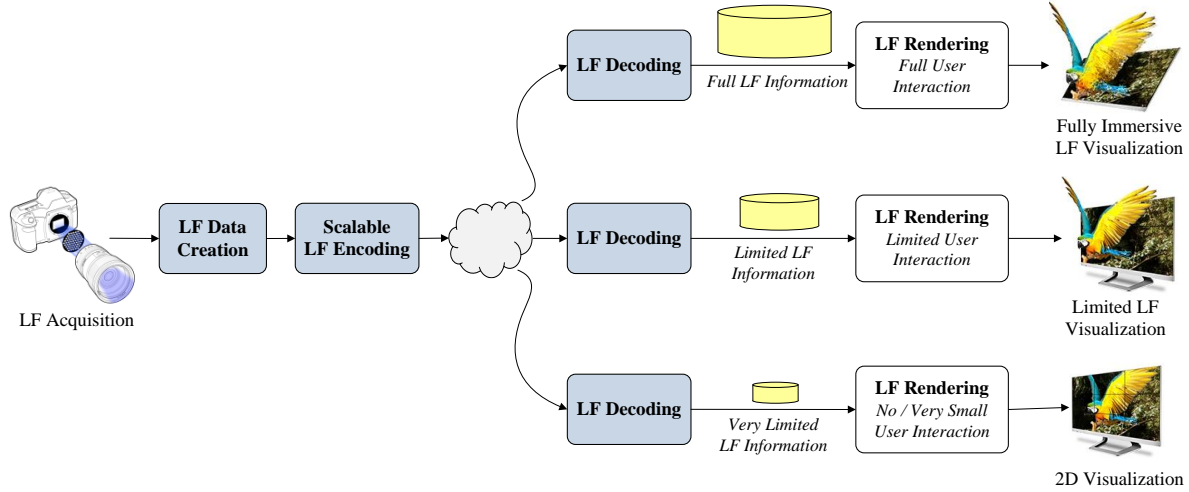 LF Acquisition
LF Data
Creation
Scalable
LF Encoding
LF Decoding
Full LF Information
LF Rendering
Full User
Interaction
Fully Immersive
LF Visualization
LF Decoding
Limited LF
Information
LF Rendering
Limited User
Interaction
Limited LF
Visualization
LF Decoding
Very Limited
LF Information
LF Rendering
No / Very Small
User Interaction
2D Visualization